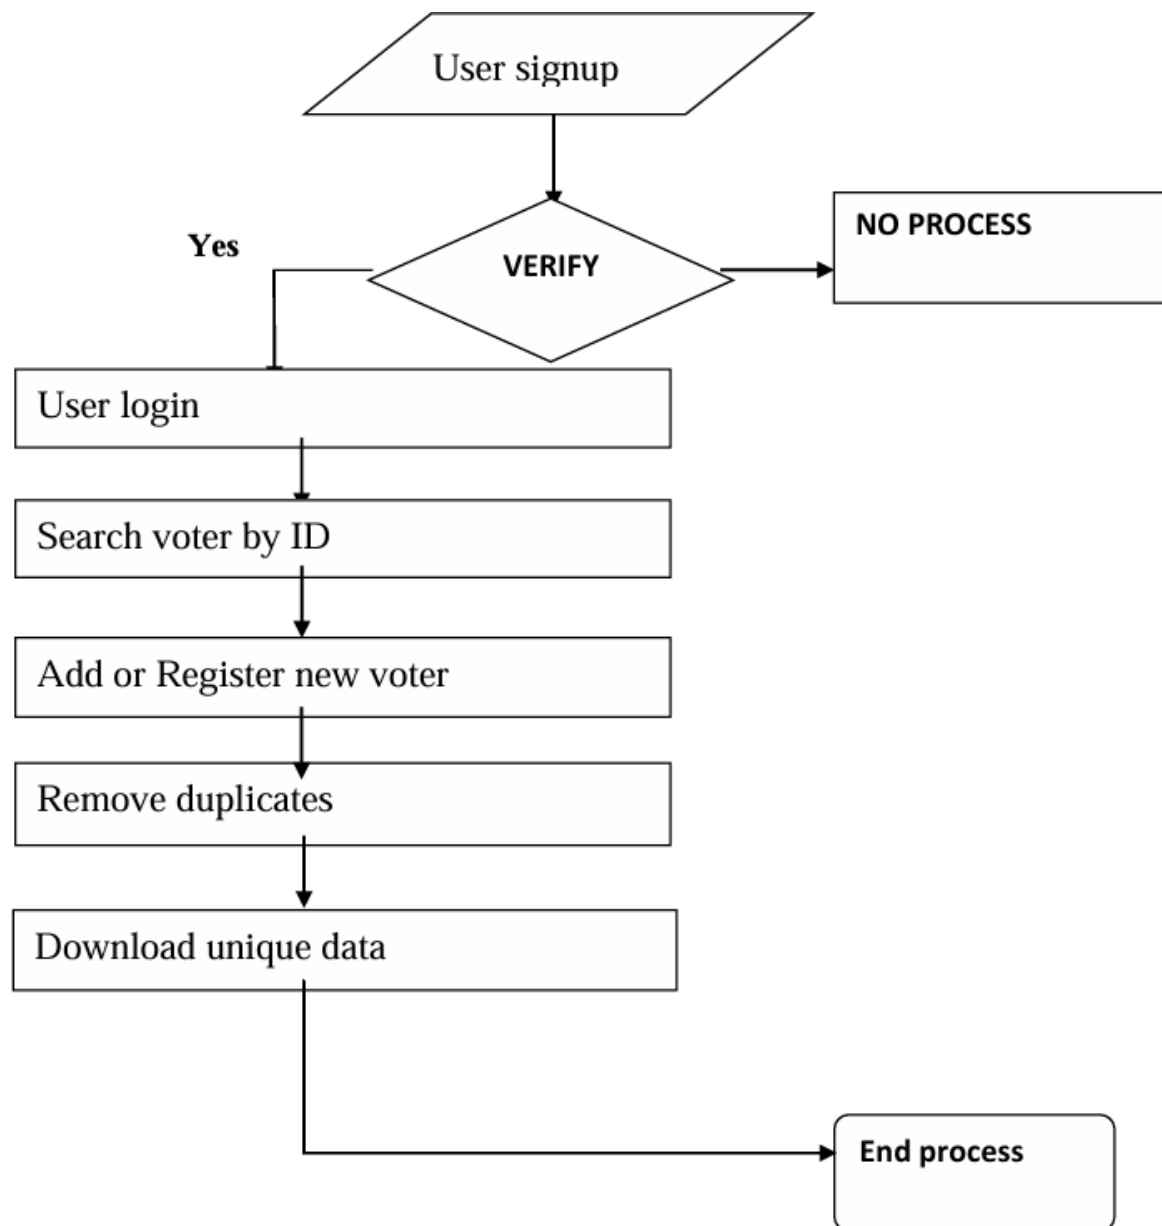 User signup
NO PROCESS
Yes
VERIFY
User login
Search voter by ID
Add or Register new voter
Remove duplicates
Download unique data
End process